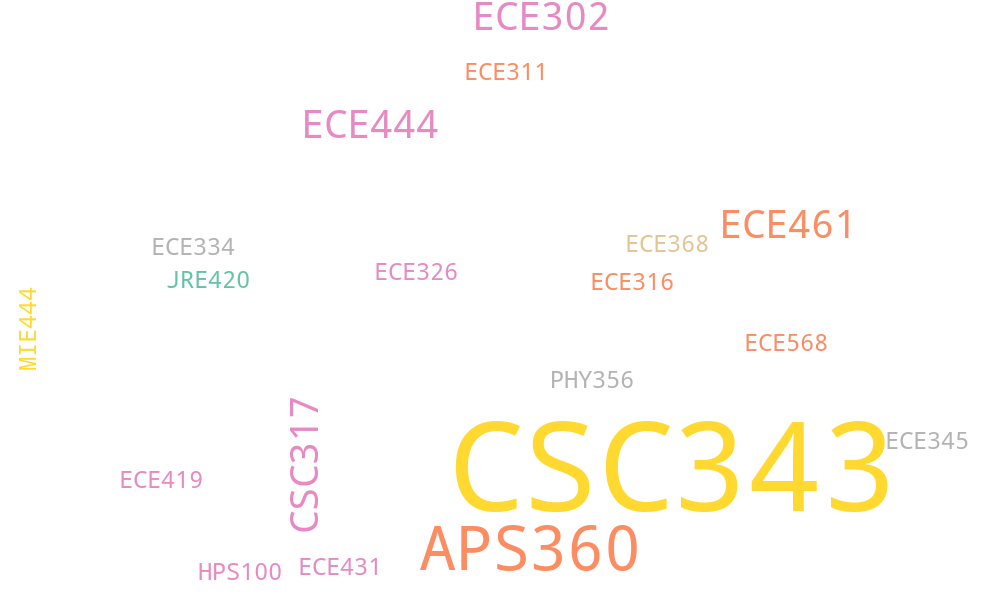 ECE302
ECE311
ECE444
ECE461
ECE334
ECE368
JRE420
ECE326
ECE316
MIE444
ECE568
PHY356
CSC317
CSC343
ECE345
ECE419
APS360
HPS100
ECE431